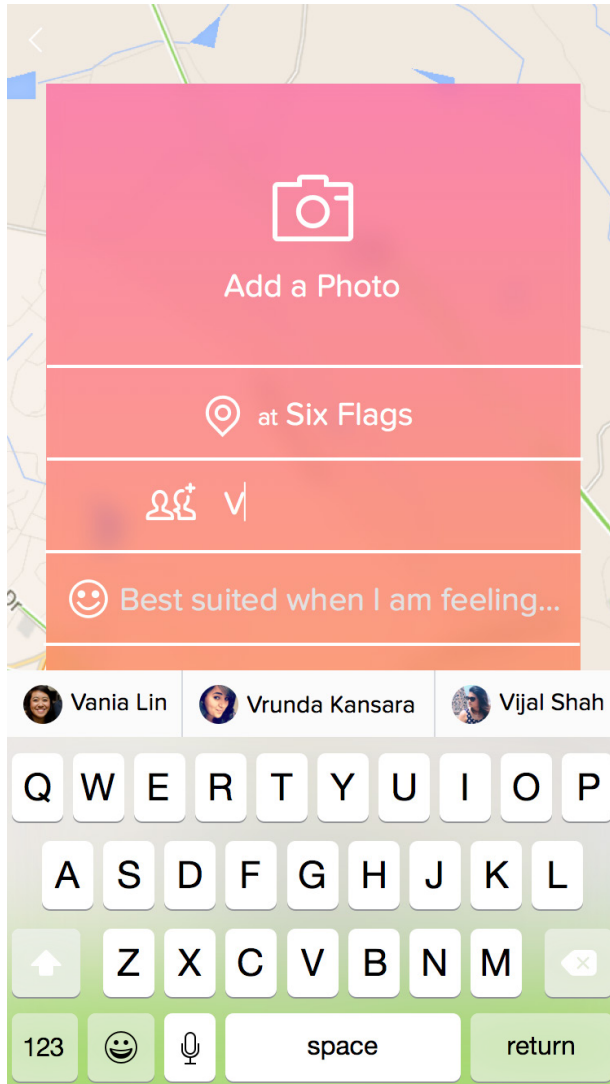 Add a Photo
at Six Flags
V
Best suited when I am feeling...
Vania Lin Vrunda Kansara Vijal Shah
Q W E R T Y U I O P
A S D F G H J K L
Z X C V B N M
123 space return